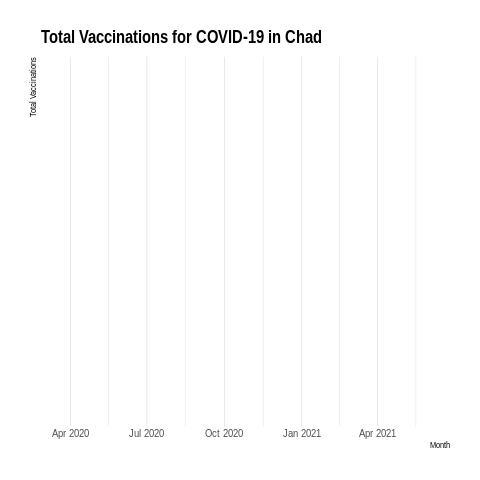 Total Vaccinations for COVID-19 in Chad
Total Vaccinations
Apr 2020 Jul 2020 Oct 2020 Jan 2021 Apr 2021
Month